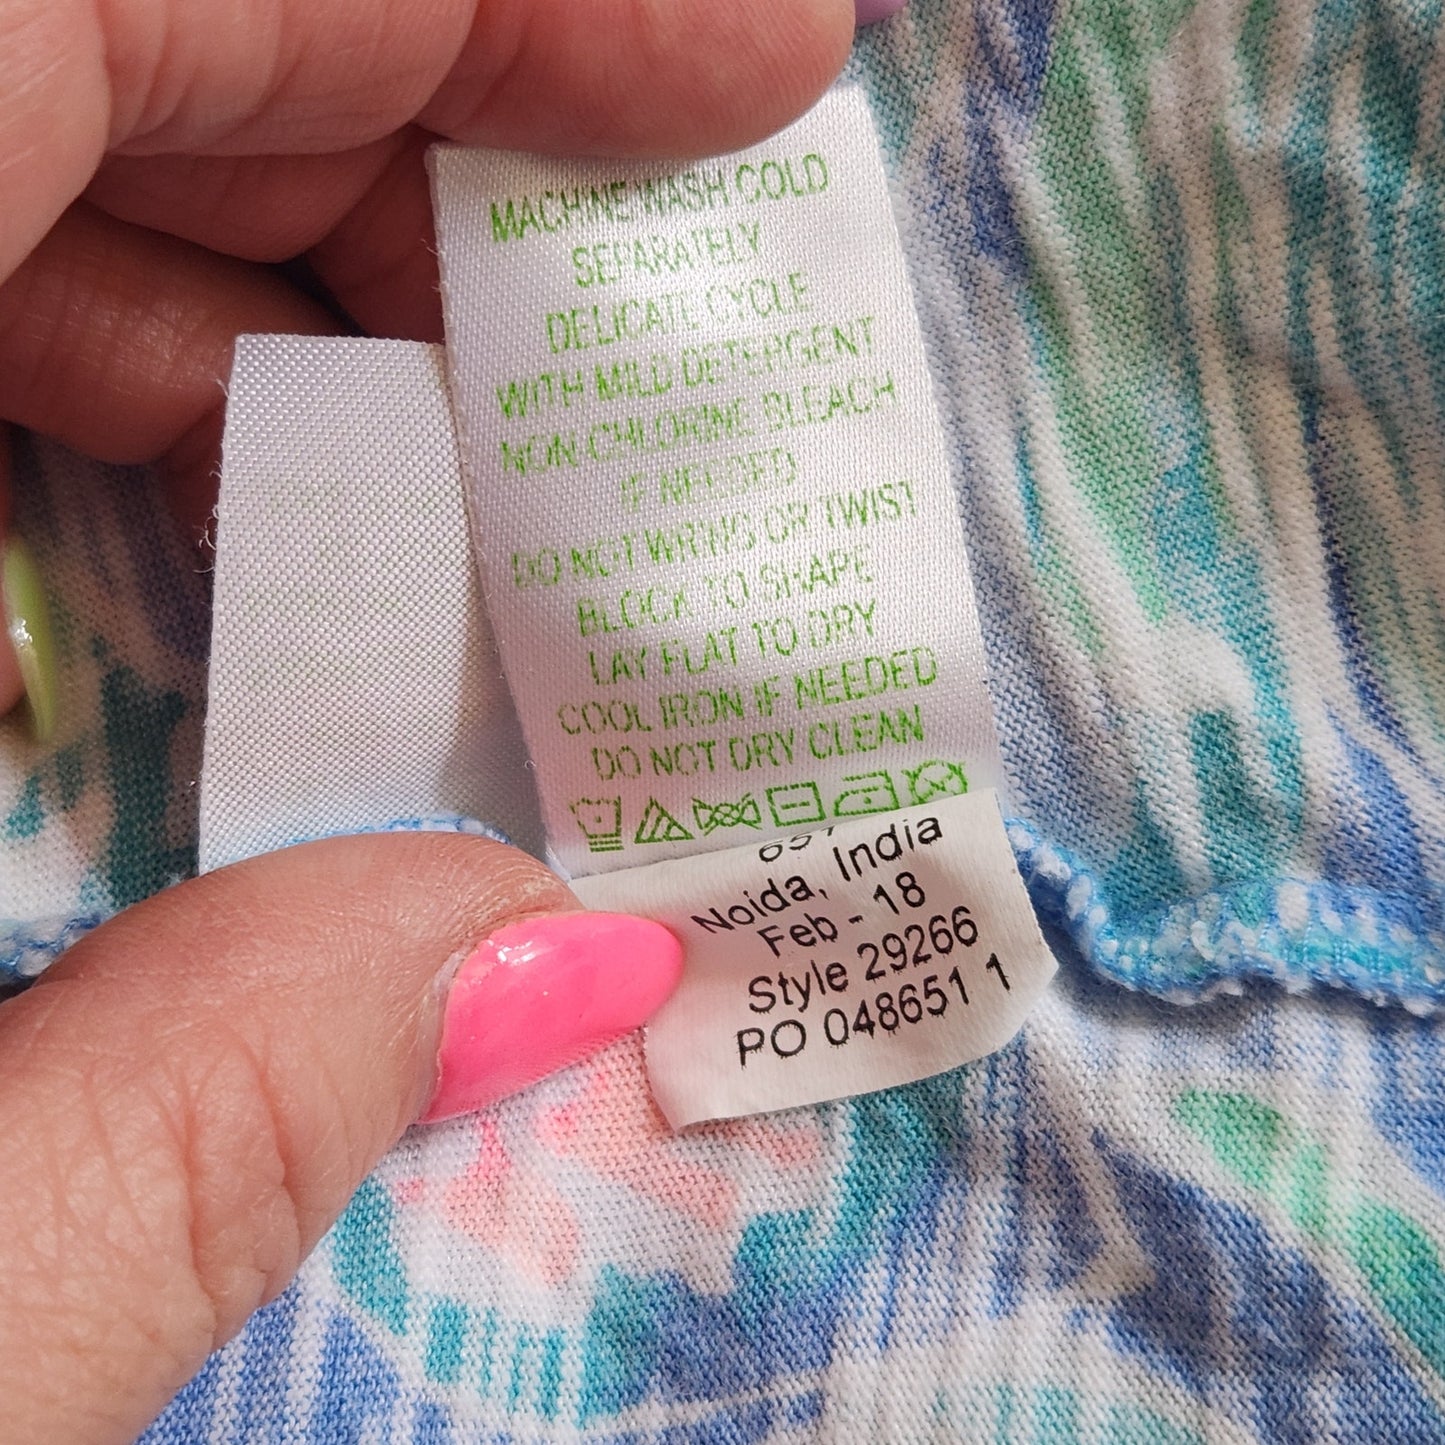 MACHINE WASH COLD
SEPARATELY
DELICATE CYCLE
WITH MILD DETERGENT
NON CHLORINE BLEACH
IF NEEDED
DO NOT WRING OR TWIST
BLOCK TO SHAPE
LAY FLAT TO DRY
COOL IRON IF NEEDED
DO NOT DRY CLEAN
Noida, India
Feb - 18
Style 29266
PO 048651 1